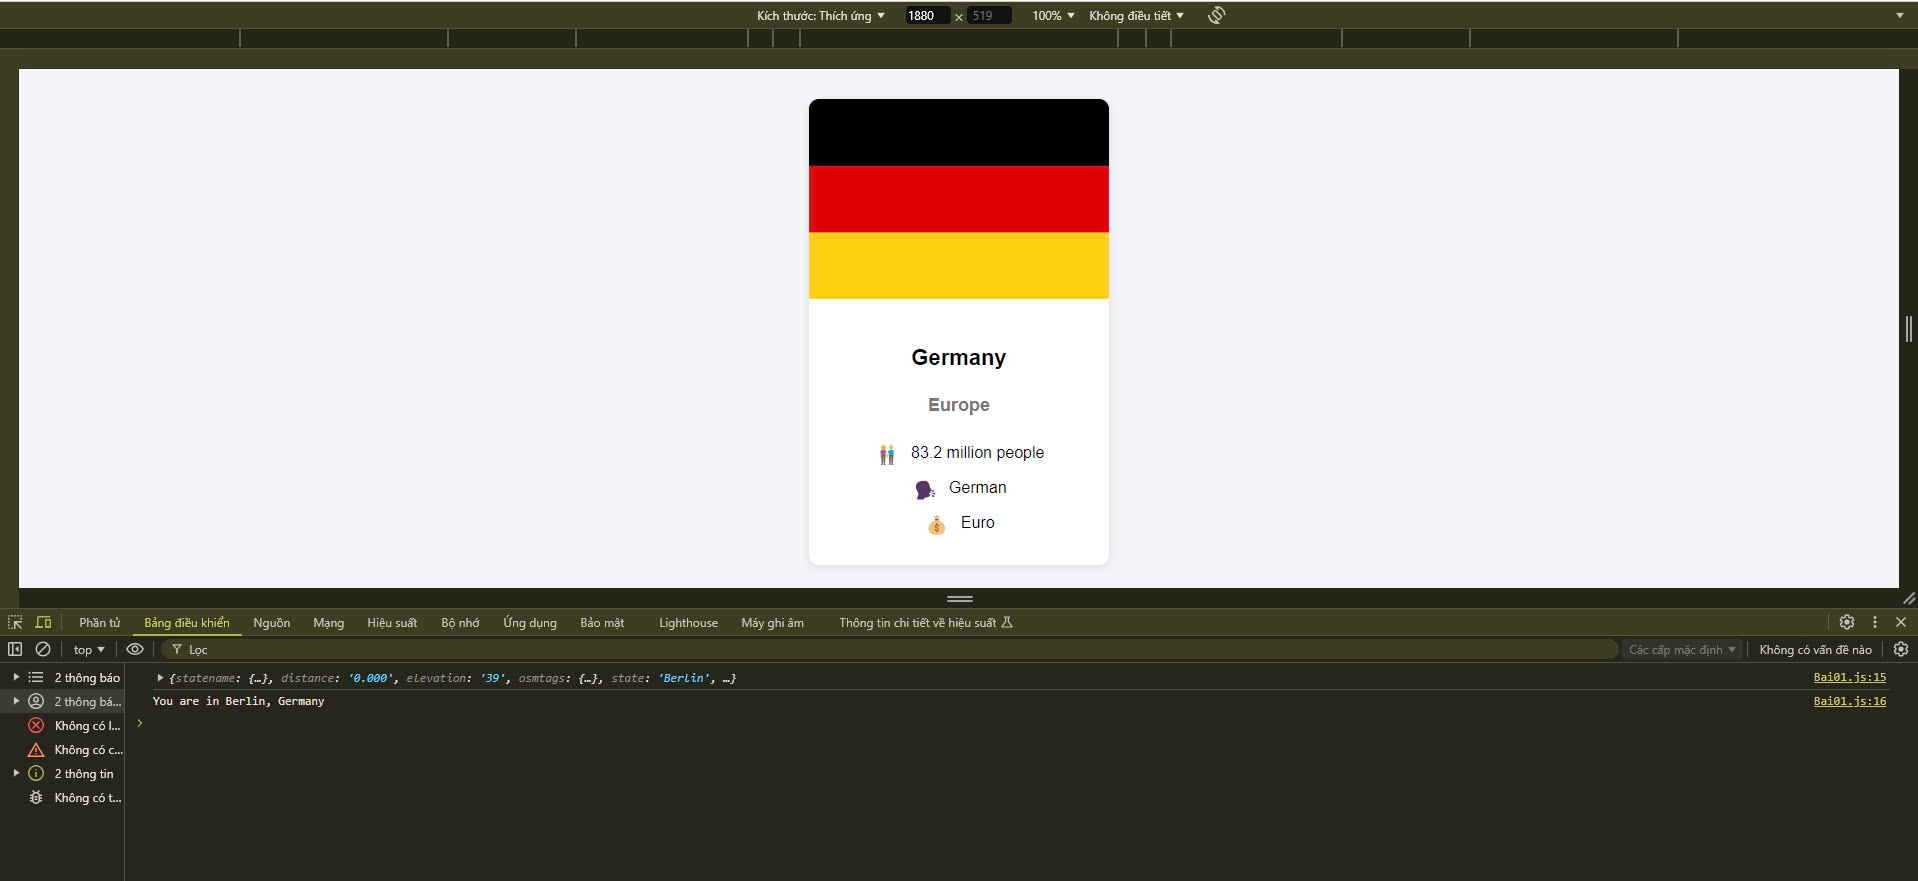 Kích thước: Thích ứng 1880 × 519 100% Không điều tiết
Germany
Europe
83.2 million people
German
Euro
Phần tử Bảng điều khiển Nguồn Mạng Hiệu suất Bộ nhớ Ứng dụng Bảo mật Lighthouse Máy ghi âm Thông tin chi tiết về hiệu suất
top Lọc Các cấp mặc định Không có vấn đề nào
2 thông báo
2 thông bá...
Không có l...
Không có c...
2 thông tin
Không có t...
{statename: {…}, distance: '0.000', elevation: '39', osmtags: {…}, state: 'Berlin', …} Bai01.js:15
You are in Berlin, Germany Bai01.js:16